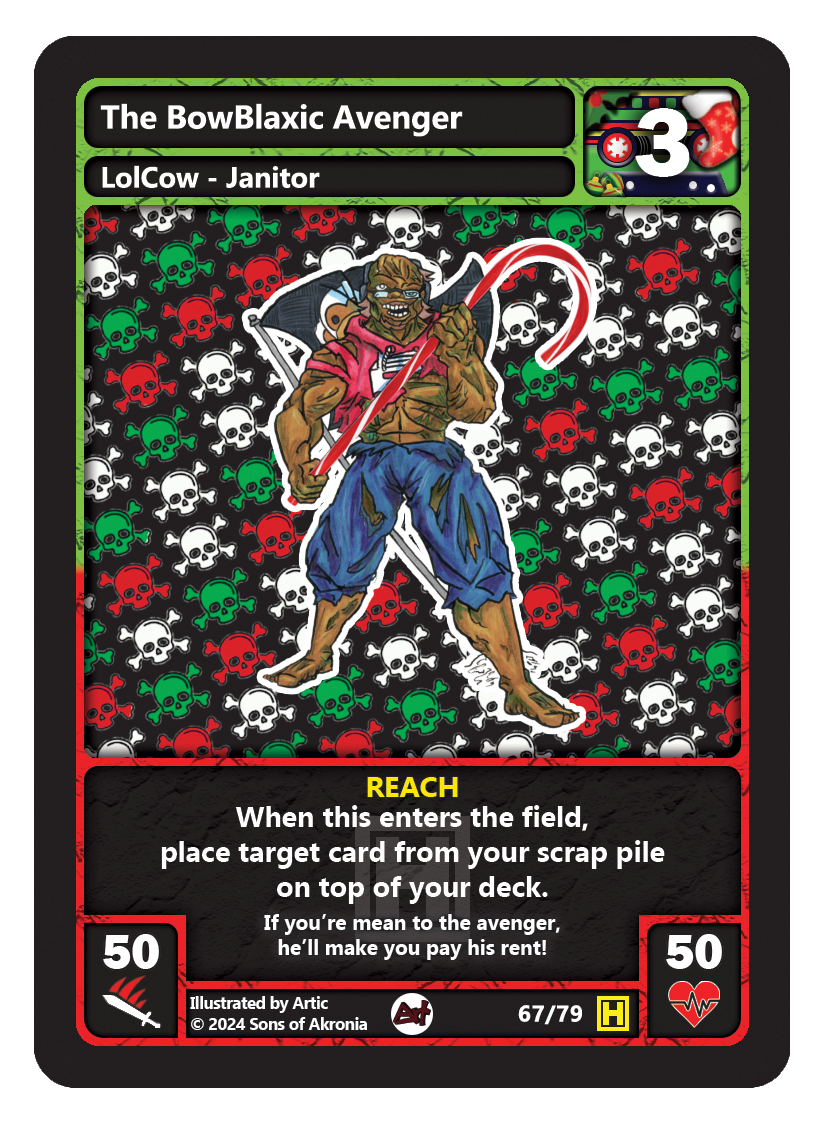 The BowBlaxic Avenger
3
LolCow - Janitor
REACH
When this enters the field,
place target card from your scrap pile
on top of your deck.
If you're mean to the avenger,
he'll make you pay his rent!
50
50
Illustrated by Artic
© 2024 Sons of Akronia
67/79
H